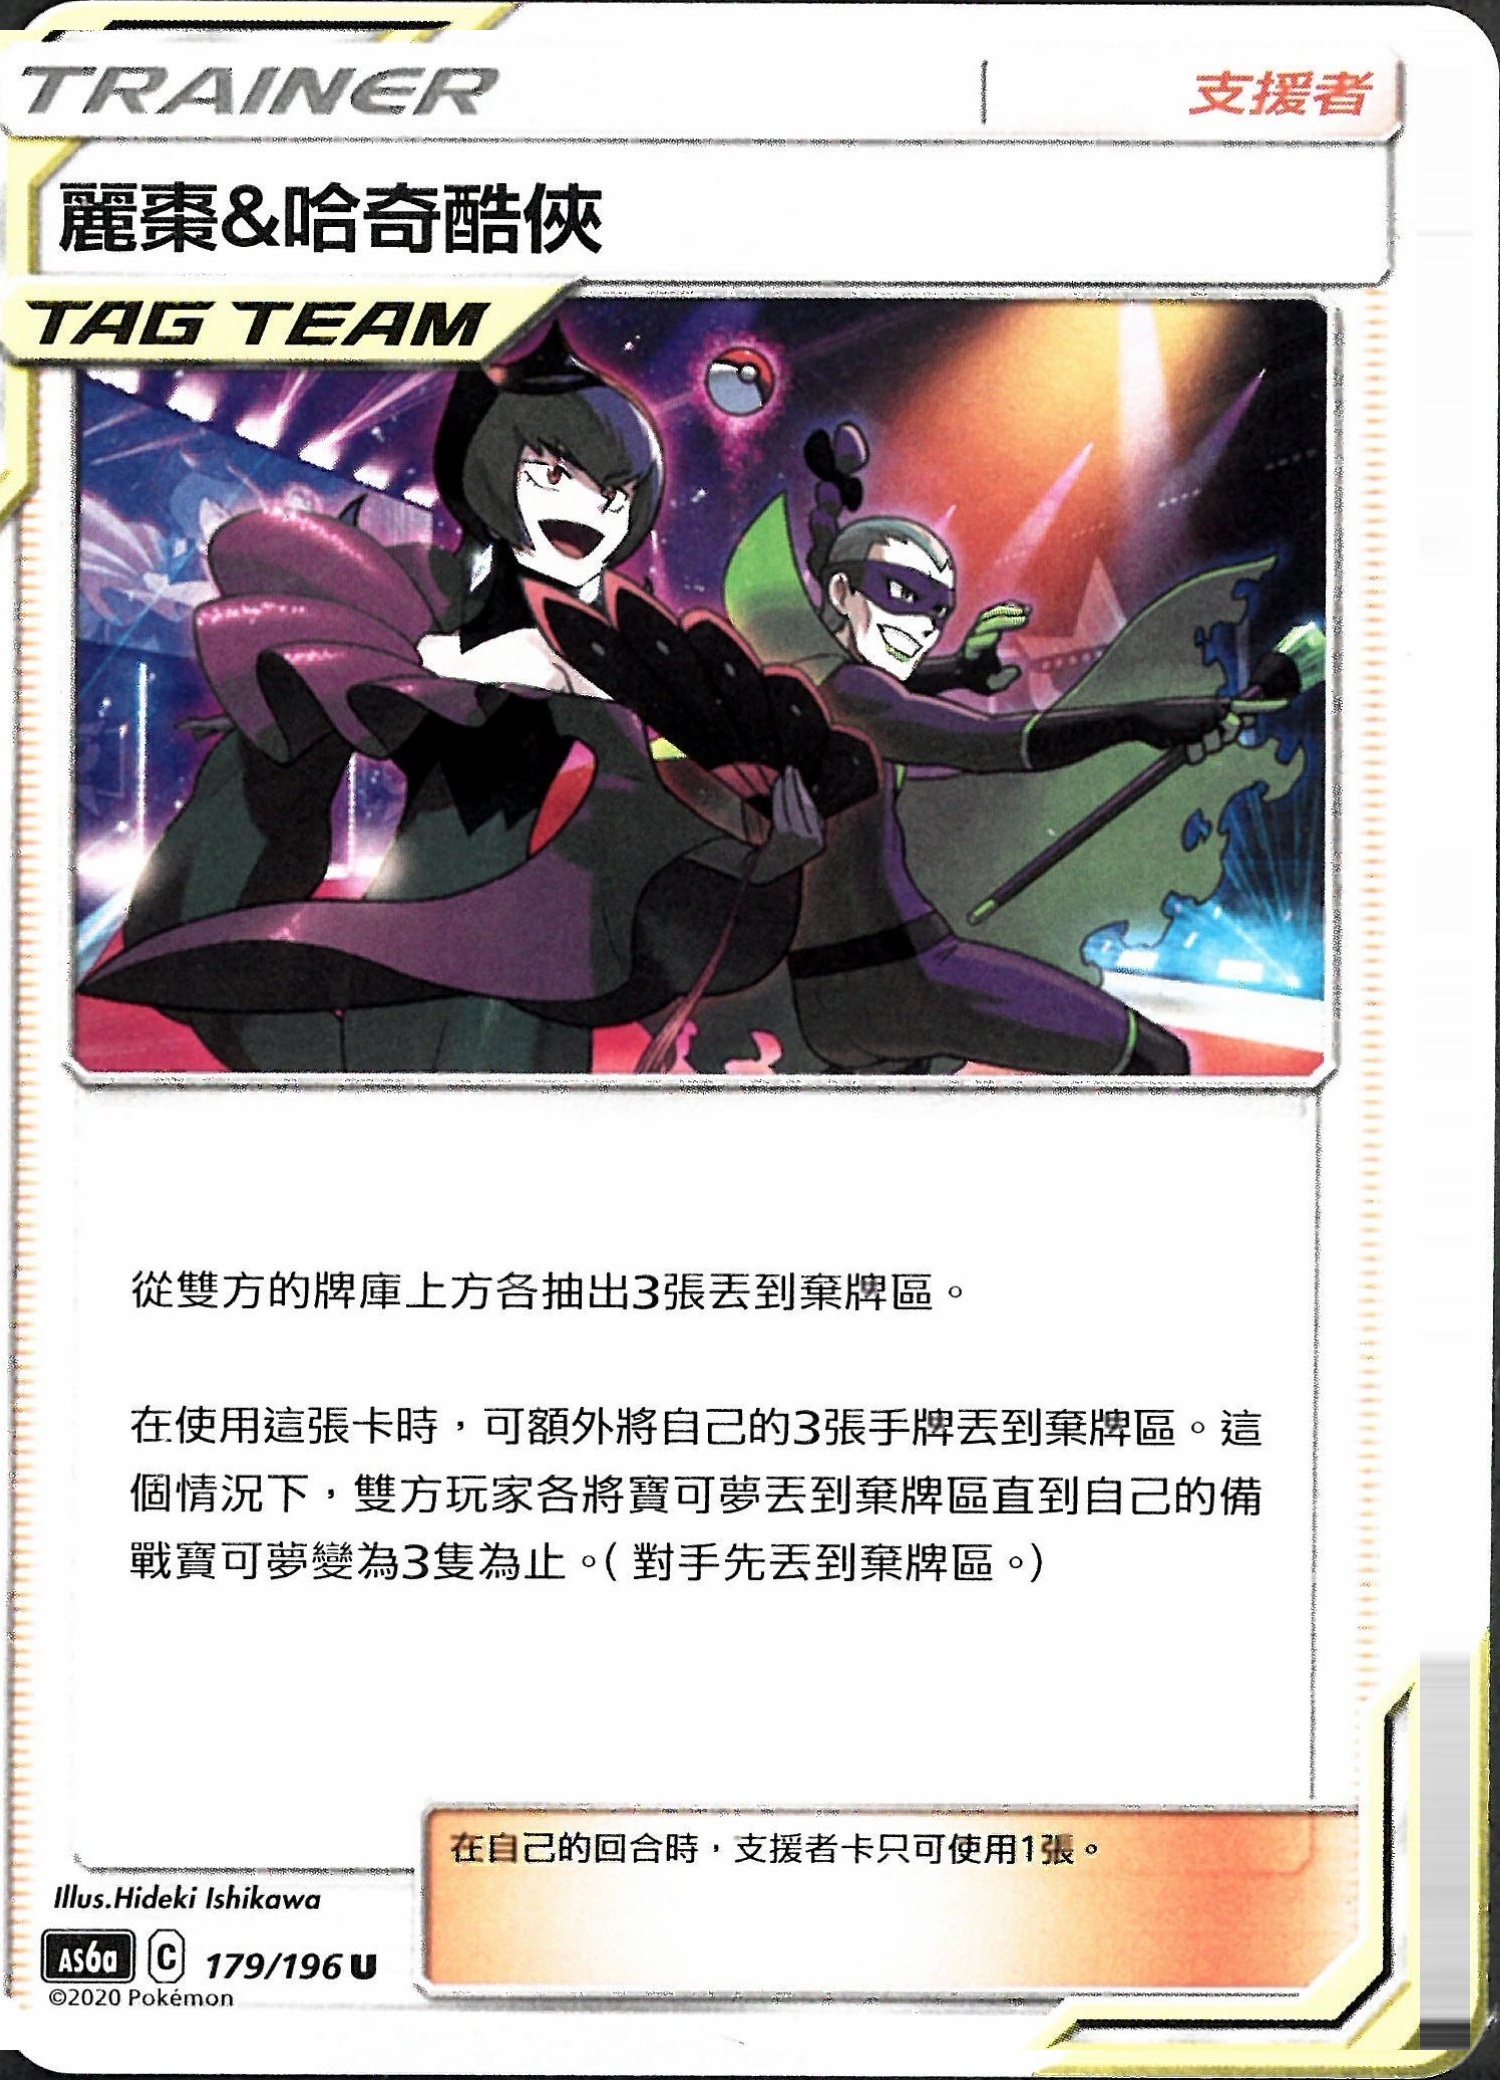 TRAINER
支援者
麗棗&哈奇酷俠
TAG TEAM
從雙方的牌庫上方各抽出3張丟到棄牌區。
在使用這張卡時，可額外將自己的3張手牌丟到棄牌區。這
個情況下，雙方玩家各將寶可夢丟到棄牌區直到自己的備
戰寶可夢變為3隻為止。(對手先丟到棄牌區。)
在自己的回合時，支援者卡只可使用1張。
Illus.Hideki Ishikawa
AS6a C 179/196 U
©2020 Pokémon